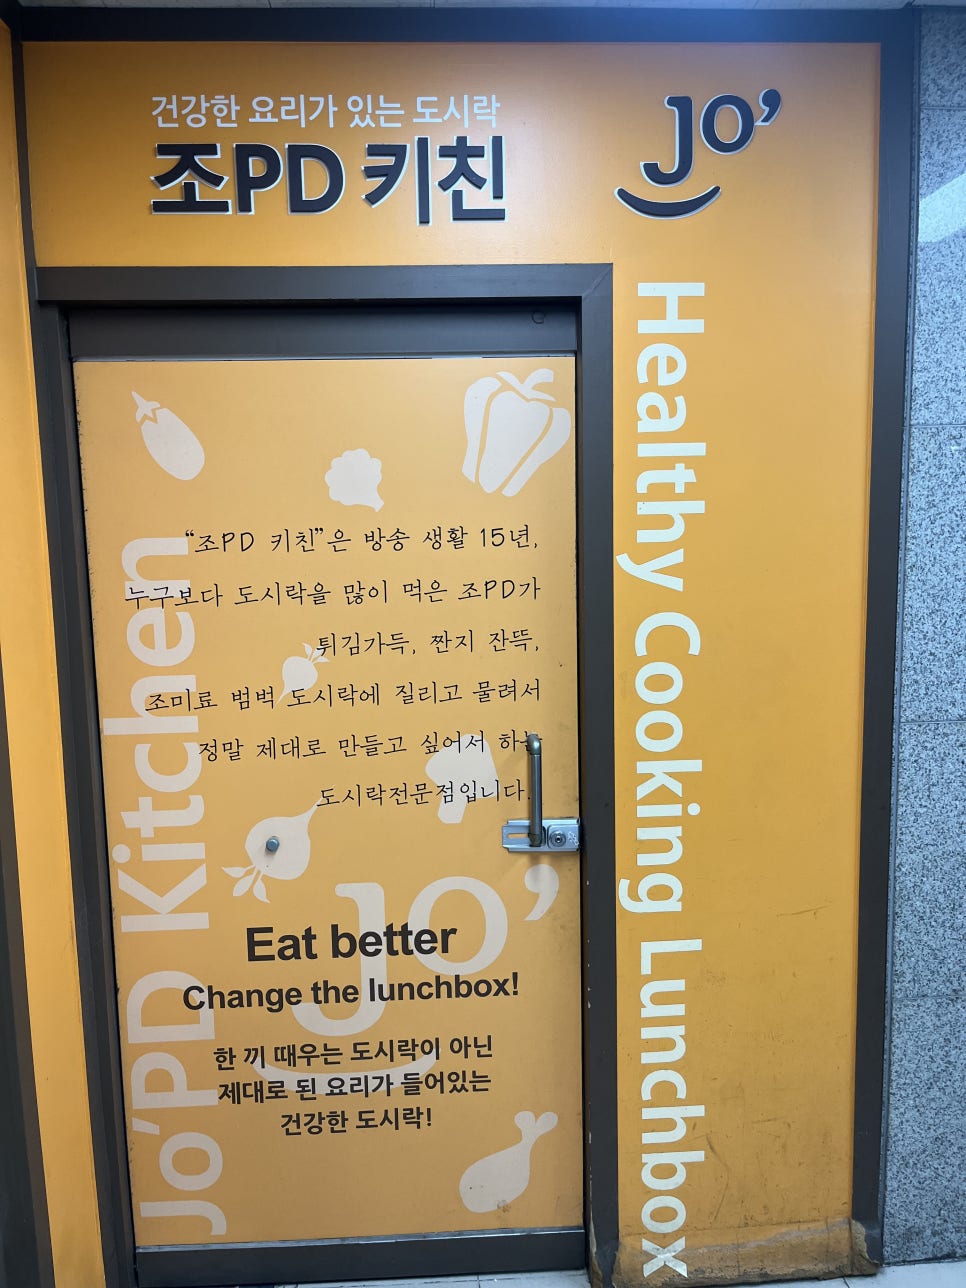 건강한 요리가 있는 도시락
조PD 키친
JO’
Healthy Cooking Lunchbox
“조PD 키친”은 방송 생활 15년,
누구보다 도시락을 많이 먹은 조PD가
튀김가득, 짠지 잔뜩,
조미료 범벅 도시락에 질리고 물려서
정말 제대로 만들고 싶어서 하는
도시락전문점입니다.
Jo’PD Kitchen
JO’
Eat better
Change the lunchbox!
한 끼 때우는 도시락이 아닌
제대로 된 요리가 들어있는
건강한 도시락!